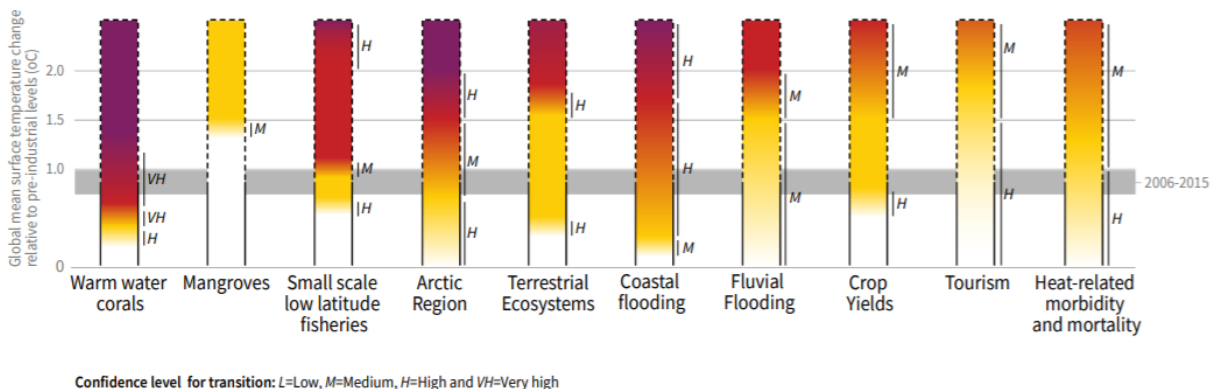 Global mean surface temperature change
relative to pre-industrial levels (oC)
2.0
1.5
1.0
0
VH
VH
H
M
H
M
H
H
H
M
H
H
H
H
H
M
M
M
M
H
M
H
M
H
2006-2015
Warm water
corals
Mangroves
Small scale
low latitude
fisheries
Arctic
Region
Terrestrial
Ecosystems
Coastal
flooding
Fluvial
Flooding
Crop
Yields
Tourism
Heat-related
morbidity
and mortality
Confidence level for transition: L=Low, M=Medium, H=High and VH=Very high